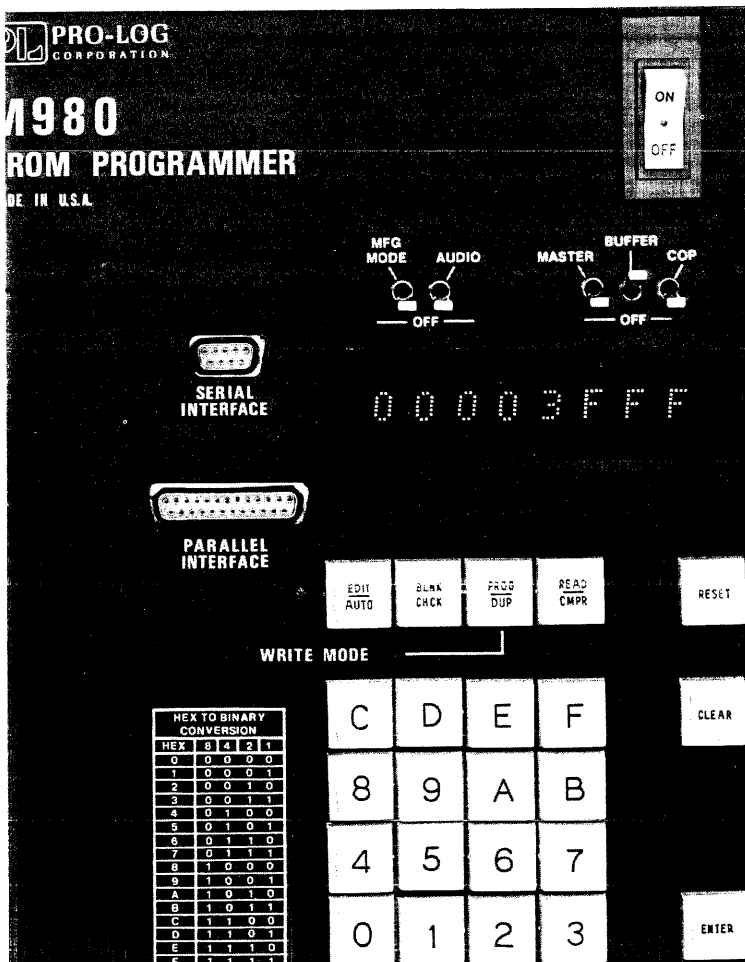 PL PRO-LOG
CORPORATION
M980
ROM PROGRAMMER
DE IN U.S.A.
ON
OFF
MFG
MODE AUDIO
OFF
BUFFER
MASTER COP
OFF
SERIAL
INTERFACE
00003FFF
PARALLEL
INTERFACE
EDIT
AUTO
BLNK
CHCK
PROG
DUP
READ
CMPR
RESET
WRITE MODE
C D E F
CLEAR
8 9 A B
4 5 6 7
0 1 2 3
ENTER
HEX TO BINARY
CONVERSION
HEX 8 4 2 1
0 0 0 0 0
1 0 0 0 1
2 0 0 1 0
3 0 0 1 1
4 0 1 0 0
5 0 1 0 1
6 0 1 1 0
7 0 1 1 1
8 1 0 0 0
9 1 0 0 1
A 1 0 1 0
B 1 0 1 1
C 1 1 0 0
D 1 1 0 1
E 1 1 1 0
F 1 1 1 1